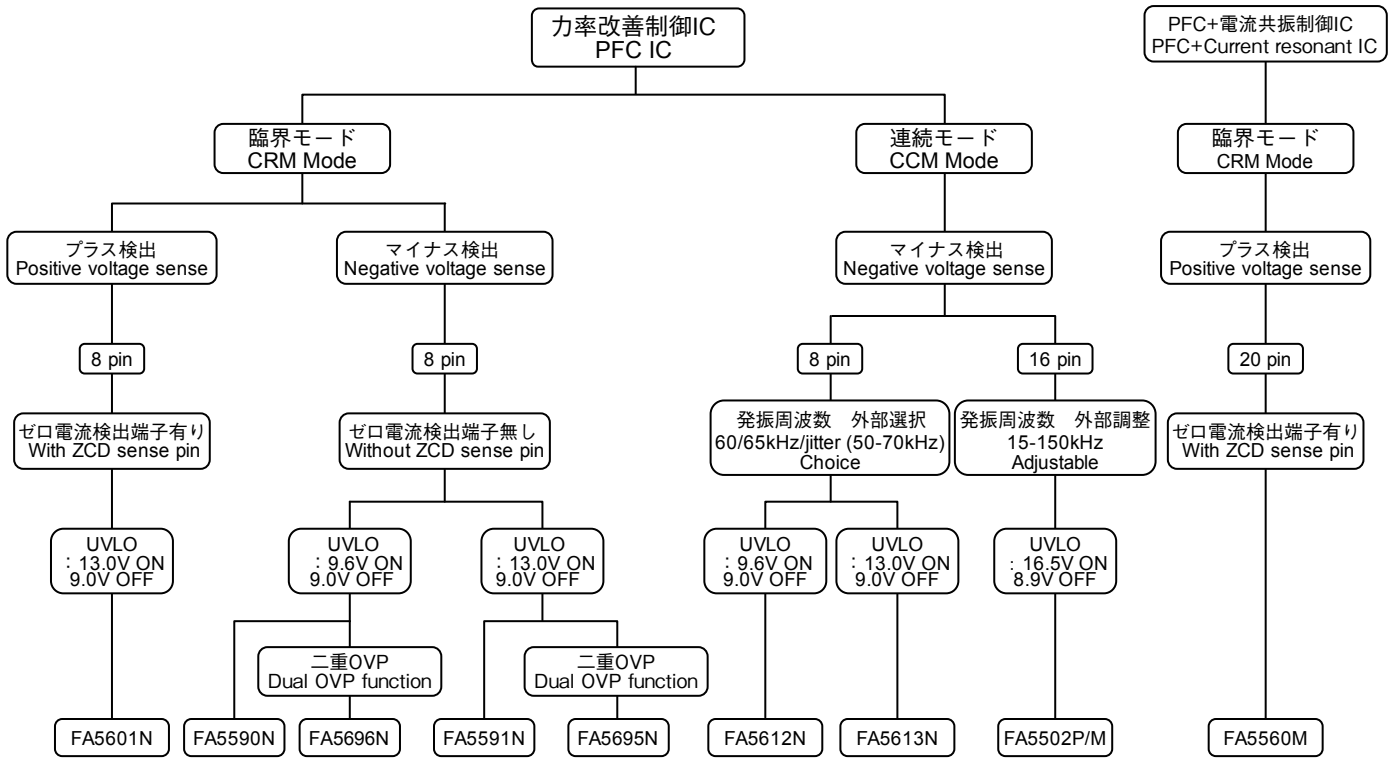 力率改善制御IC
PFC IC
PFC+電流共振制御IC
PFC+Current resonant IC
臨界モード
CRM Mode
連続モード
CCM Mode
臨界モード
CRM Mode
プラス検出
Positive voltage sense
マイナス検出
Negative voltage sense
マイナス検出
Negative voltage sense
プラス検出
Positive voltage sense
8 pin
8 pin
8 pin
16 pin
20 pin
ゼロ電流検出端子有り
With ZCD sense pin
ゼロ電流検出端子無し
Without ZCD sense pin
発振周波数　外部選択
60/65kHz/jitter (50-70kHz)
Choice
発振周波数　外部調整
15-150kHz
Adjustable
ゼロ電流検出端子有り
With ZCD sense pin
UVLO
：13.0V ON
9.0V OFF
UVLO
：9.6V ON
9.0V OFF
UVLO
：13.0V ON
9.0V OFF
UVLO
：9.6V ON
9.0V OFF
UVLO
：13.0V ON
9.0V OFF
UVLO
：16.5V ON
8.9V OFF
二重OVP
Dual OVP function
二重OVP
Dual OVP function
FA5601N
FA5590N
FA5696N
FA5591N
FA5695N
FA5612N
FA5613N
FA5502P/M
FA5560M